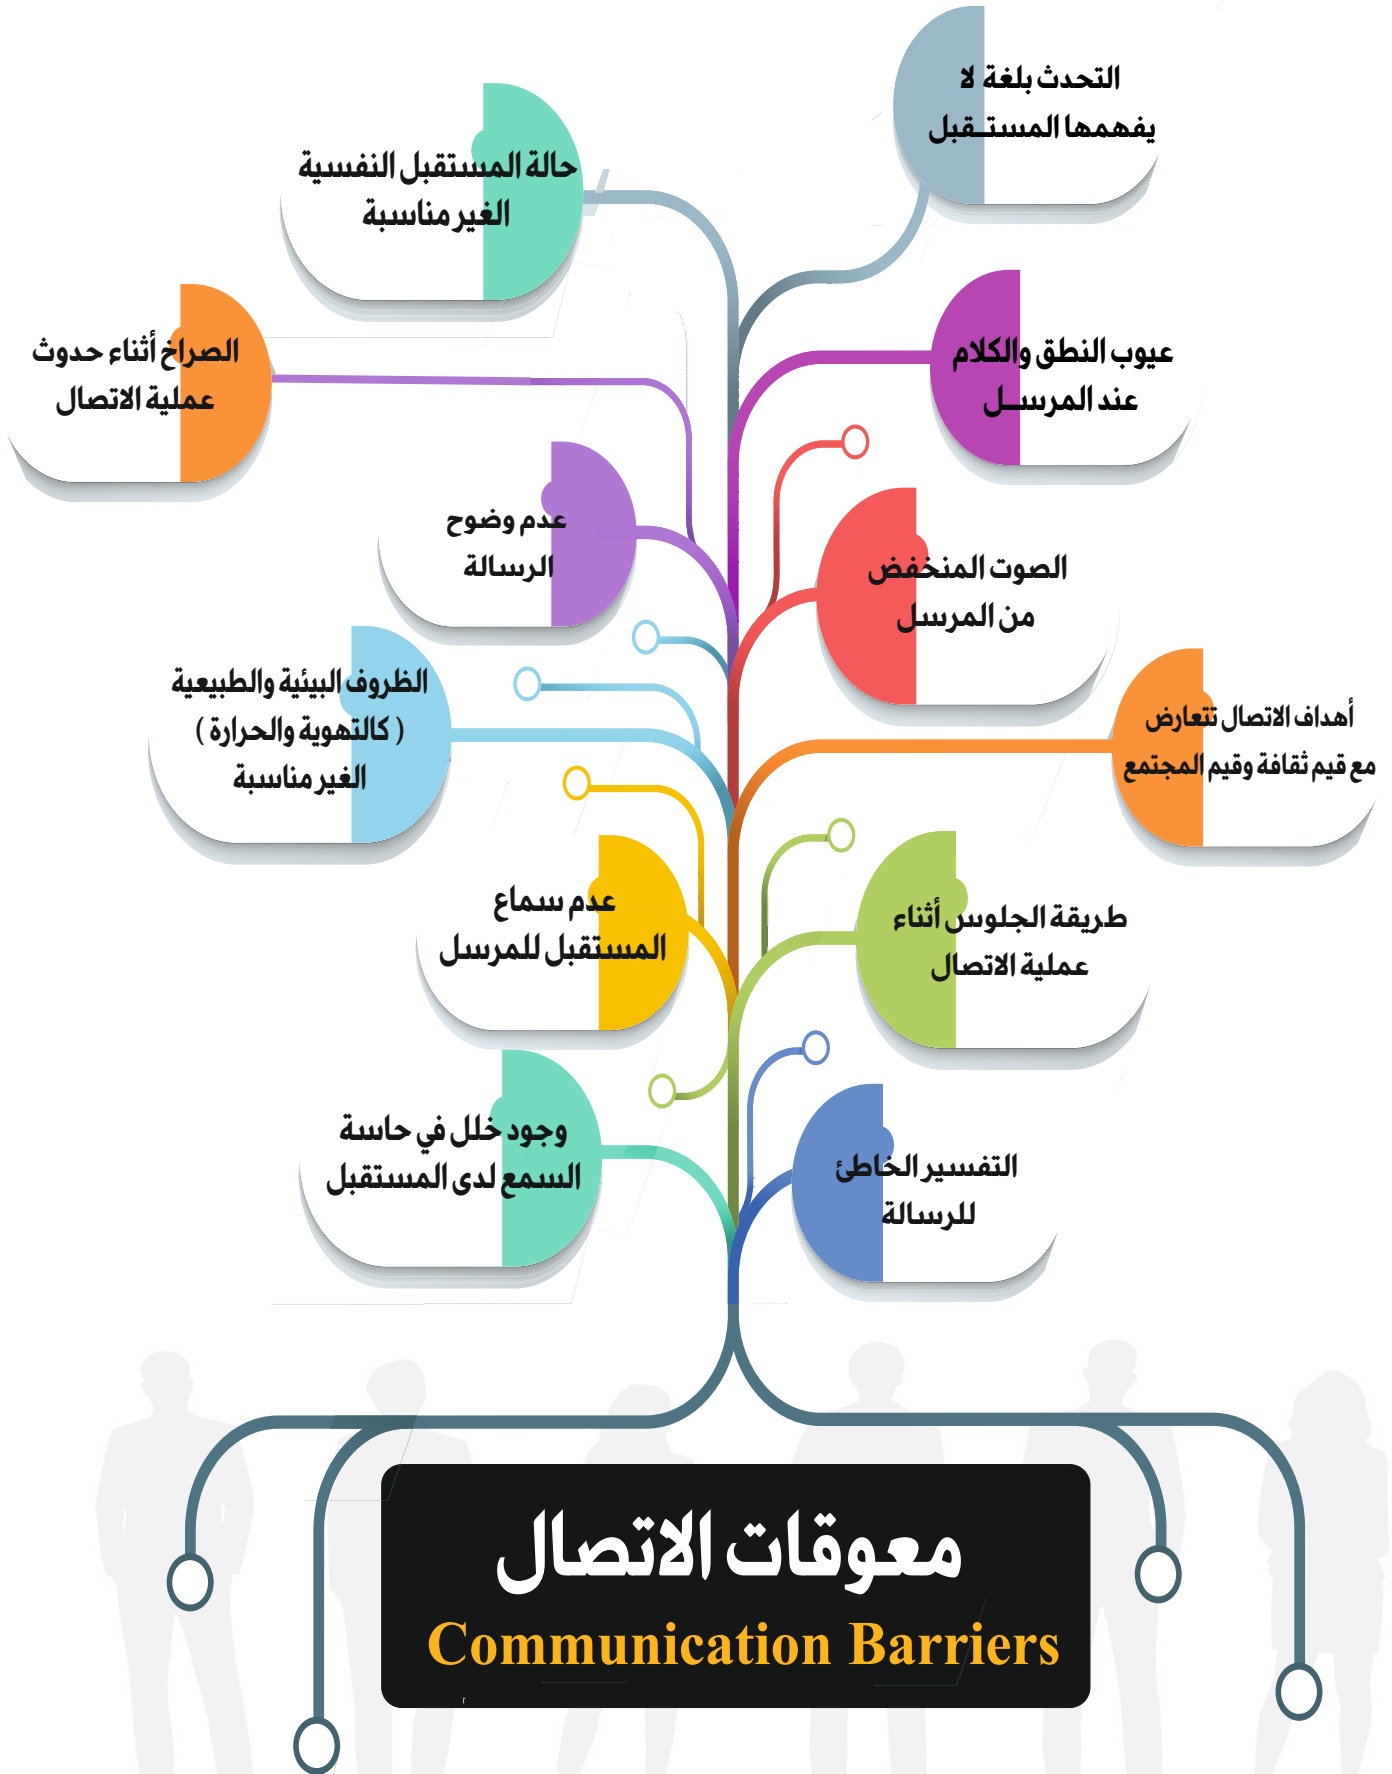 التحدث بلغة لا
يفهمها المستقبل
حالة المستقبل النفسية
الغير مناسبة
عيوب النطق والكلام
عند المرسل
الصراخ أثناء حدوث
عملية الاتصال
الصوت المنخفض
من المرسل
عدم وضوح
الرسالة
أهداف الاتصال تتعارض
مع قيم ثقافة وقيم المجتمع
الظروف البيئية والطبيعية
( كالتهوية والحرارة )
الغير مناسبة
طريقة الجلوس أثناء
عملية الاتصال
عدم سماع
المستقبل للمرسل
التفسير الخاطئ
للرسالة
وجود خلل في حاسة
السمع لدى المستقبل
معوقات الاتصال
Communication Barriers
r